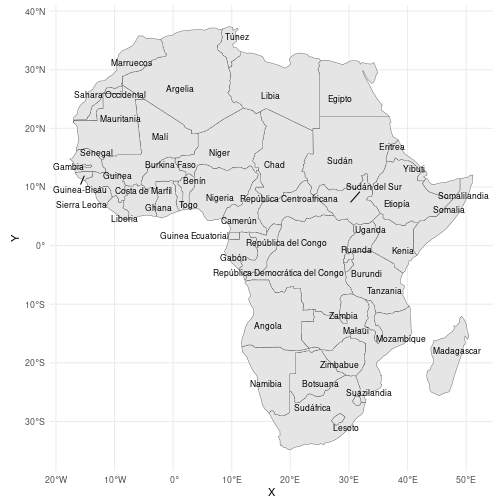 40°N
Túnez
Marruecos
30°N
Argelia
Sahara Occidental
Libia
Egipto
Mauritania
20°N
Malí
Eritrea
Senegal
Níger
Gambia
Burkina Faso
Chad
Sudán
Yibuti
Guinea
Benín
10°N
Guinea-Bisáu
Costa de Marfil
Sudán del Sur
Nigeria
República Centroafricana
Somalilandia
Sierra Leona
Ghana
Togo
Etiopía
Somalia
Liberia
Camerún
Guinea Ecuatorial
Uganda
Y
0°
República del Congo
Ruanda
Kenia
Gabón
República Democrática del Congo
Burundi
Tanzania
10°S
Zambia
Angola
Malaui
Mozambique
Madagascar
20°S
Zimbabue
Namibia
Botsuana
Suazilandia
Sudáfrica
30°S
Lesoto
20°W
10°W
0°
10°E
20°E
30°E
40°E
50°E
X